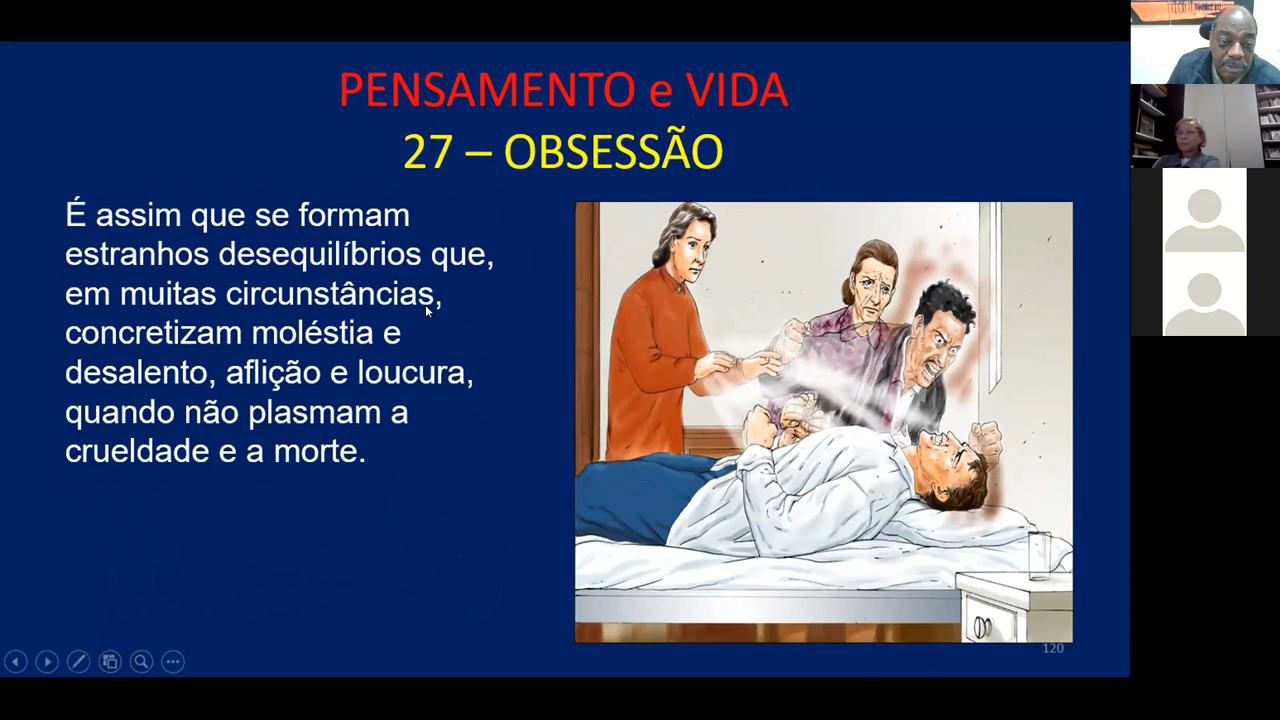 PENSAMENTO e VIDA
27 – OBSESSÃO
É assim que se formam
estranhos desequilíbrios que,
em muitas circunstâncias,
concretizam moléstia e
desalento, aflição e loucura,
quando não plasmam a
crueldade e a morte.
120